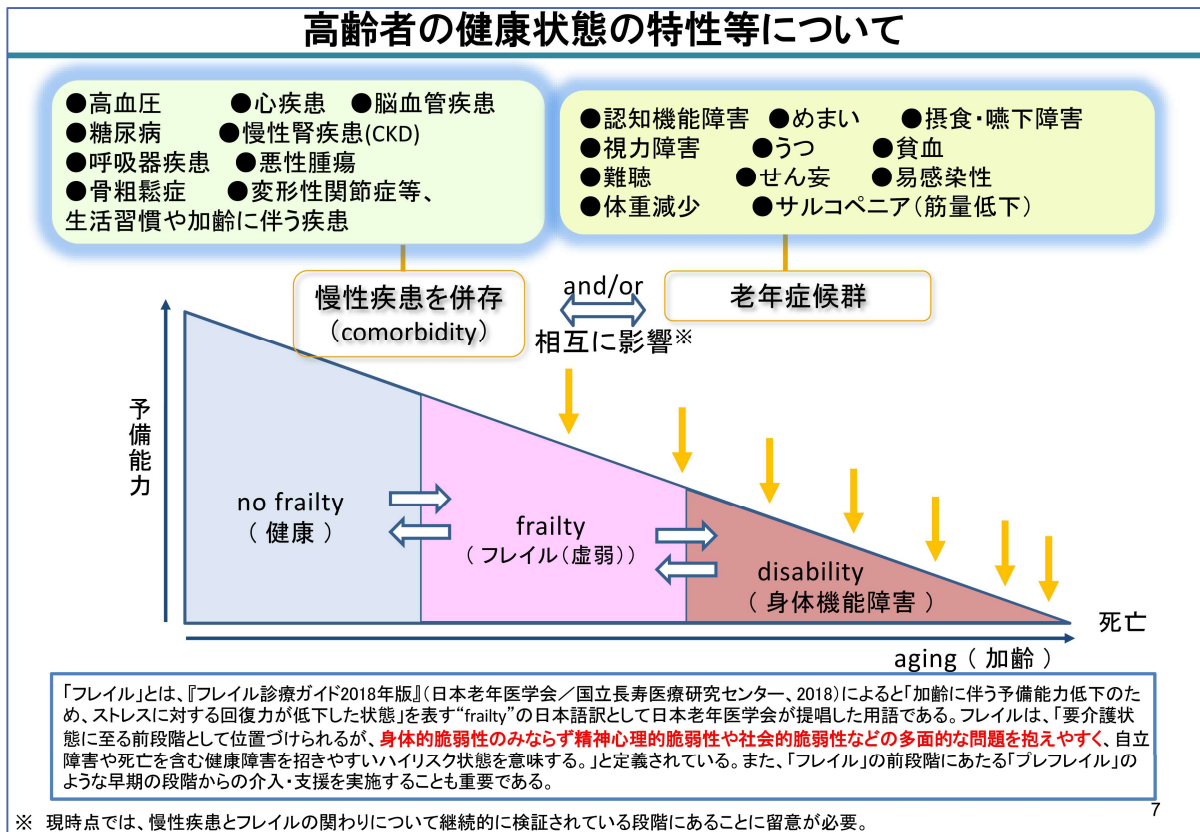 高齢者の健康状態の特性等について
●高血圧 ●心疾患 ●脳血管疾患
●糖尿病 ●慢性腎疾患(CKD)
●呼吸器疾患 ●悪性腫瘍
●骨粗鬆症 ●変形性関節症等、
生活習慣や加齢に伴う疾患
●認知機能障害 ●めまい ●摂食・嚥下障害
●視力障害 ●うつ ●貧血
●難聴 ●せん妄 ●易感染性
●体重減少 ●サルコペニア(筋量低下)
慢性疾患を併存
(comorbidity)
and/or
相互に影響※
老年症候群
予備能力
no frailty
( 健康 )
frailty
( フレイル(虚弱))
disability
( 身体機能障害 )
死亡
aging ( 加齢 )
「フレイル」とは、『フレイル診療ガイド2018年版』(日本老年医学会/国立長寿医療研究センター、2018)によると「加齢に伴う予備能力低下のた
め、ストレスに対する回復力が低下した状態」を表す“frailty”の日本語訳として日本老年医学会が提唱した用語である。フレイルは、「要介護状
態に至る前段階として位置づけられるが、身体的脆弱性のみならず精神心理的脆弱性や社会的脆弱性などの多面的な問題を抱えやすく、自立
障害や死亡を含む健康障害を招きやすいハイリスク状態を意味する。」と定義されている。また、「フレイル」の前段階にあたる「プレフレイル」の
ような早期の段階からの介入・支援を実施することも重要である。
7
※ 現時点では、慢性疾患とフレイルの関わりについて継続的に検証されている段階にあることに留意が必要。